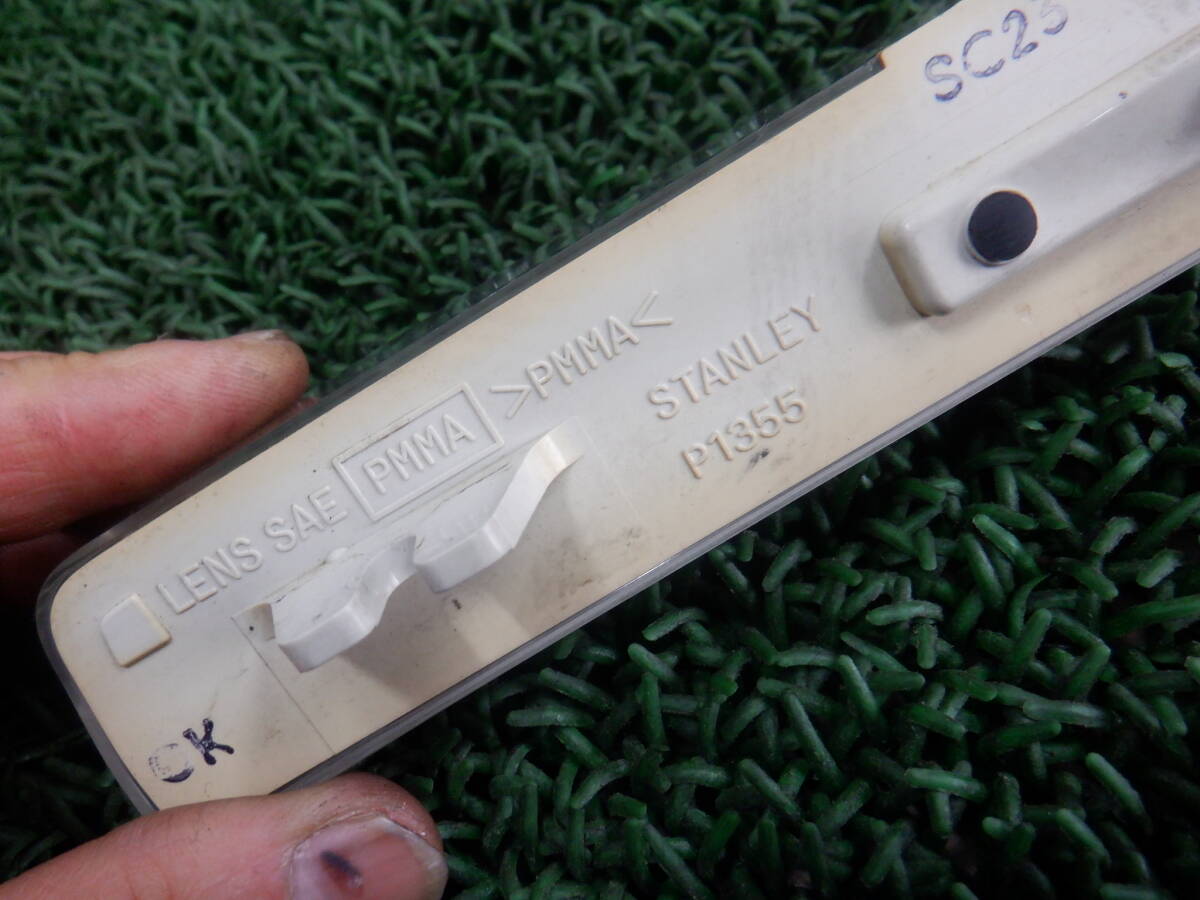 SC23
LENS SAE PMMA >PMMA<
STANLEY
P1355
OK